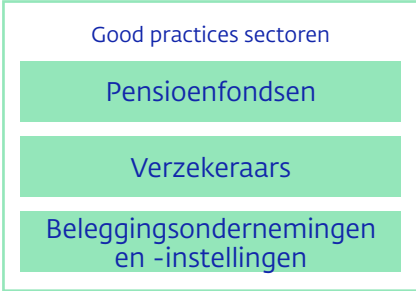 Good practices sectoren
Pensioenfondsen
Verzekeraars
Beleggingsondernemingen
en -instellingen